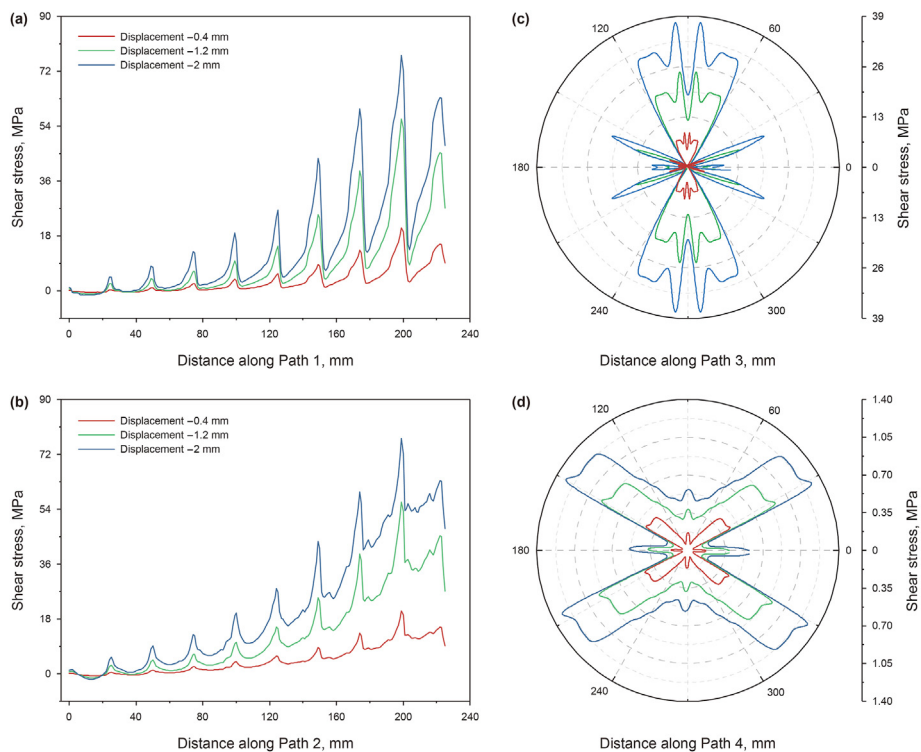 (a)
90
72
54
36
18
0
Shear stress, MPa
Displacement –0.4 mm
Displacement –1.2 mm
Displacement –2 mm
0 40 80 120 160 200 240
Distance along Path 1, mm
(c)
120 60
180 0
240 300
39
26
13
0
13
26
39
Shear stress, MPa
Distance along Path 3, mm
(b)
90
72
54
36
18
0
Shear stress, MPa
Displacement –0.4 mm
Displacement –1.2 mm
Displacement –2 mm
0 40 80 120 160 200 240
Distance along Path 2, mm
(d)
120 60
180 0
240 300
1.40
1.05
0.70
0.35
0
0.35
0.70
1.05
1.40
Shear stress, MPa
Distance along Path 4, mm